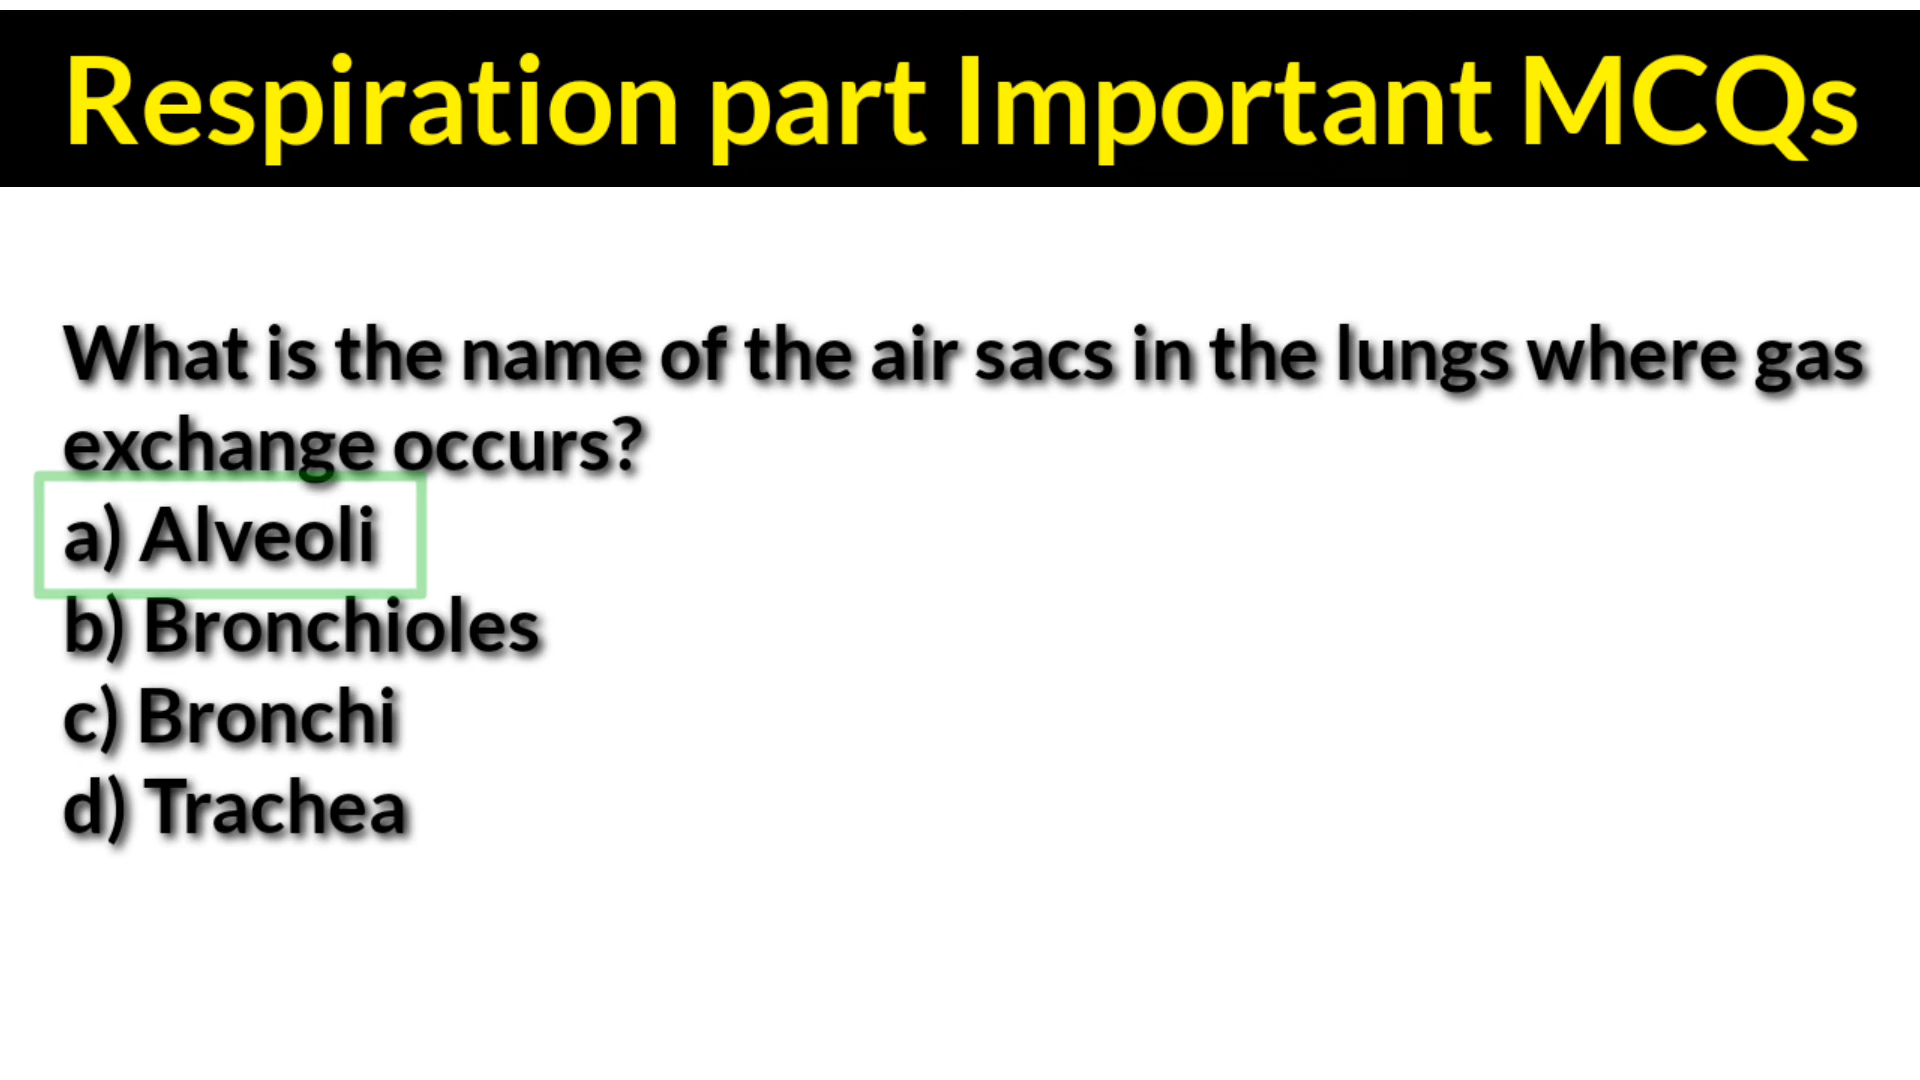 Respiration part Important MCQs
What is the name of the air sacs in the lungs where gas
exchange occurs?
a) Alveoli
b) Bronchioles
c) Bronchi
d) Trachea